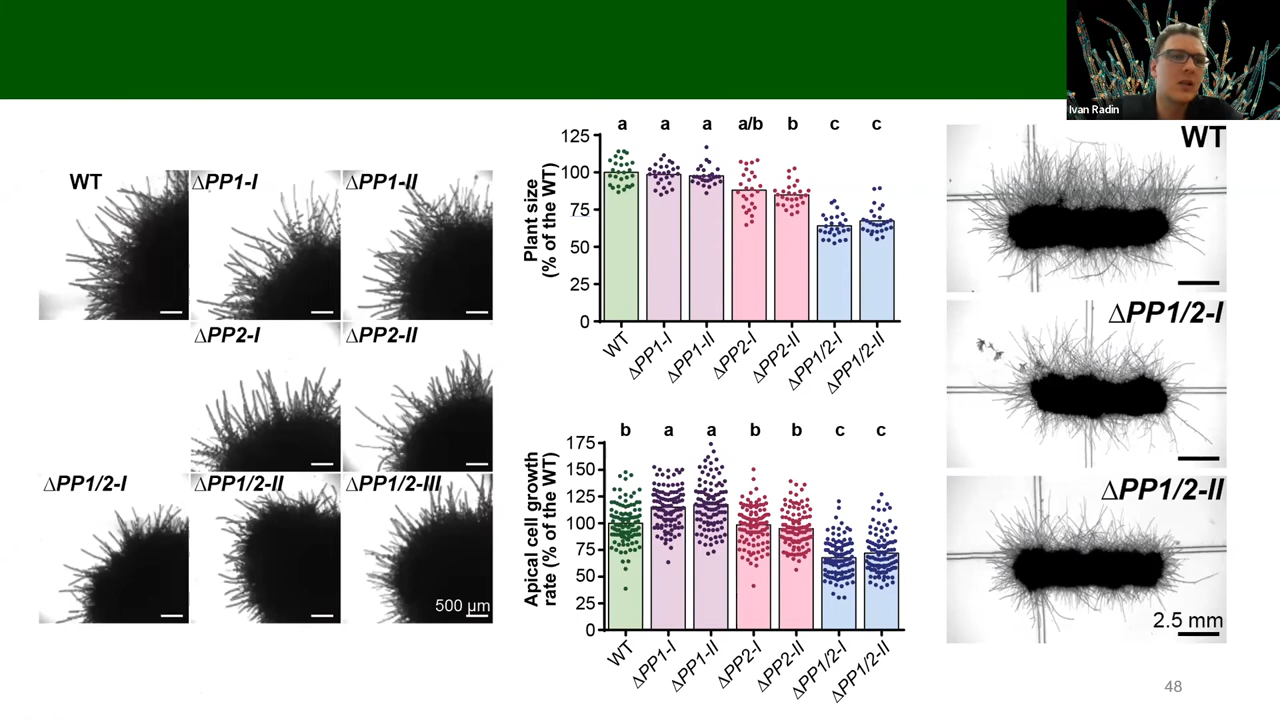 Ivan Radin
WT
ΔPP1-I
ΔPP1-II
ΔPP2-I
ΔPP2-II
ΔPP1/2-I
ΔPP1/2-II
ΔPP1/2-III
500 µm
a a a a/b b c c
Plant size
(% of the WT)
125
100
75
50
25
0
WT
ΔPP1-I
ΔPP1-II
ΔPP2-I
ΔPP2-II
ΔPP1/2-I
ΔPP1/2-II
b a a b b c c
Apical cell growth
rate (% of the WT)
175
150
125
100
75
50
25
0
WT
ΔPP1-I
ΔPP1-II
ΔPP2-I
ΔPP2-II
ΔPP1/2-I
ΔPP1/2-II
WT
ΔPP1/2-I
ΔPP1/2-II
2.5 mm
48